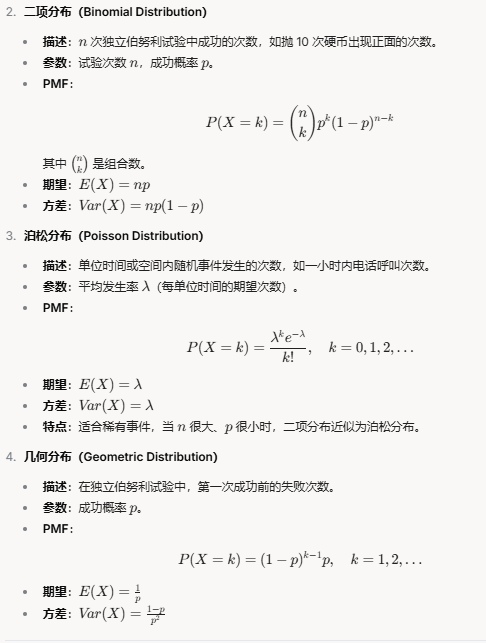 2. 二项分布（Binomial Distribution）
• 描述：n 次独立伯努利试验中成功的次数，如抛 10 次硬币出现正面的次数。
• 参数：试验次数 n，成功概率 p。
• PMF：
P(X = k) = \binom{n}{k} p^k (1 − p)^{n−k}
其中 \binom{n}{k} 是组合数。
• 期望：E(X) = np
• 方差：Var(X) = np(1 − p)
3. 泊松分布（Poisson Distribution）
• 描述：单位时间或空间内随机事件发生的次数，如一小时内电话呼叫次数。
• 参数：平均发生率 λ（每单位时间的期望次数）。
• PMF：
P(X = k) = \frac{λ^k e^{−λ}}{k!}, k = 0, 1, 2, …
• 期望：E(X) = λ
• 方差：Var(X) = λ
• 特点：适合稀有事件，当 n 很大、p 很小时，二项分布近似为泊松分布。
4. 几何分布（Geometric Distribution）
• 描述：在独立伯努利试验中，第一次成功前的失败次数。
• 参数：成功概率 p。
• PMF：
P(X = k) = (1 − p)^{k−1} p, k = 1, 2, …
• 期望：E(X) = \frac{1}{p}
• 方差：Var(X) = \frac{1−p}{p^2}